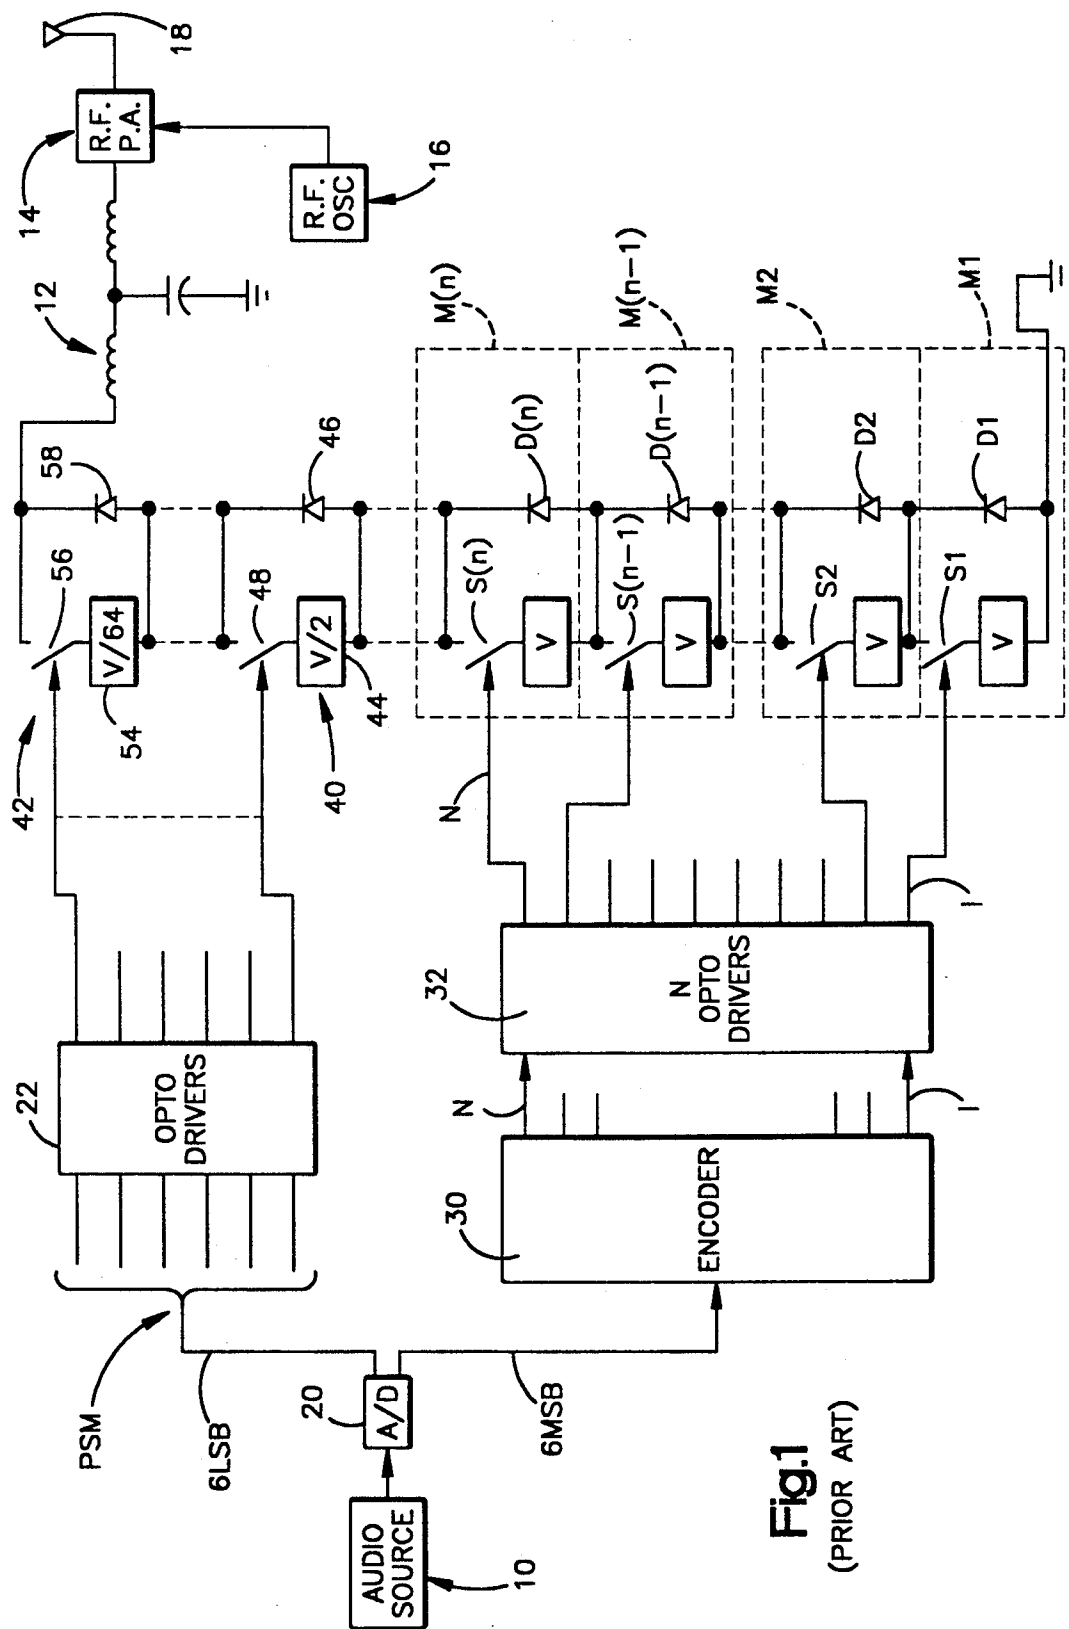 PSM
22
OPTO
DRIVERS
6LSB
AUDIO
SOURCE
10
20
A/D
6MSB
30
ENCODER
N
1
32
N
OPTO
DRIVERS
N
1
42
56
V/64
54
58
48
V/2
44
40
46
12
14
R.F.
P.A.
18
R.F.
OSC
16
S(n)
V
D(n)
M(n)
S(n-1)
V
D(n-1)
M(n-1)
S2
V
D2
M2
S1
V
D1
M1
Fig.1
(PRIOR ART)